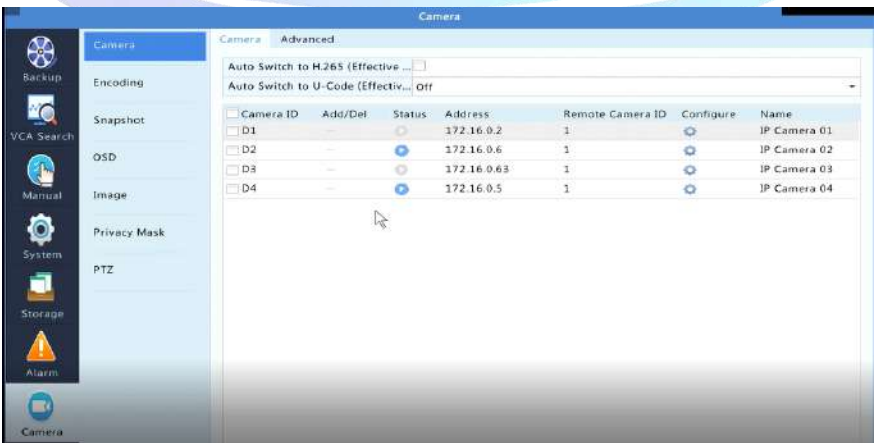 Camera
Backup
VCA Search
Manual
System
Storage
Alarm
Camera
Camera
Encoding
Snapshot
OSD
Image
Privacy Mask
PTZ
Camera Advanced
Auto Switch to H.265 (Effective ...
Auto Switch to U-Code (Effectiv... Off
Camera ID Add/Del Status Address Remote Camera ID Configure Name
D1 — 172.16.0.2 1 IP Camera 01
D2 — 172.16.0.6 1 IP Camera 02
D3 — 172.16.0.63 1 IP Camera 03
D4 — 172.16.0.5 1 IP Camera 04